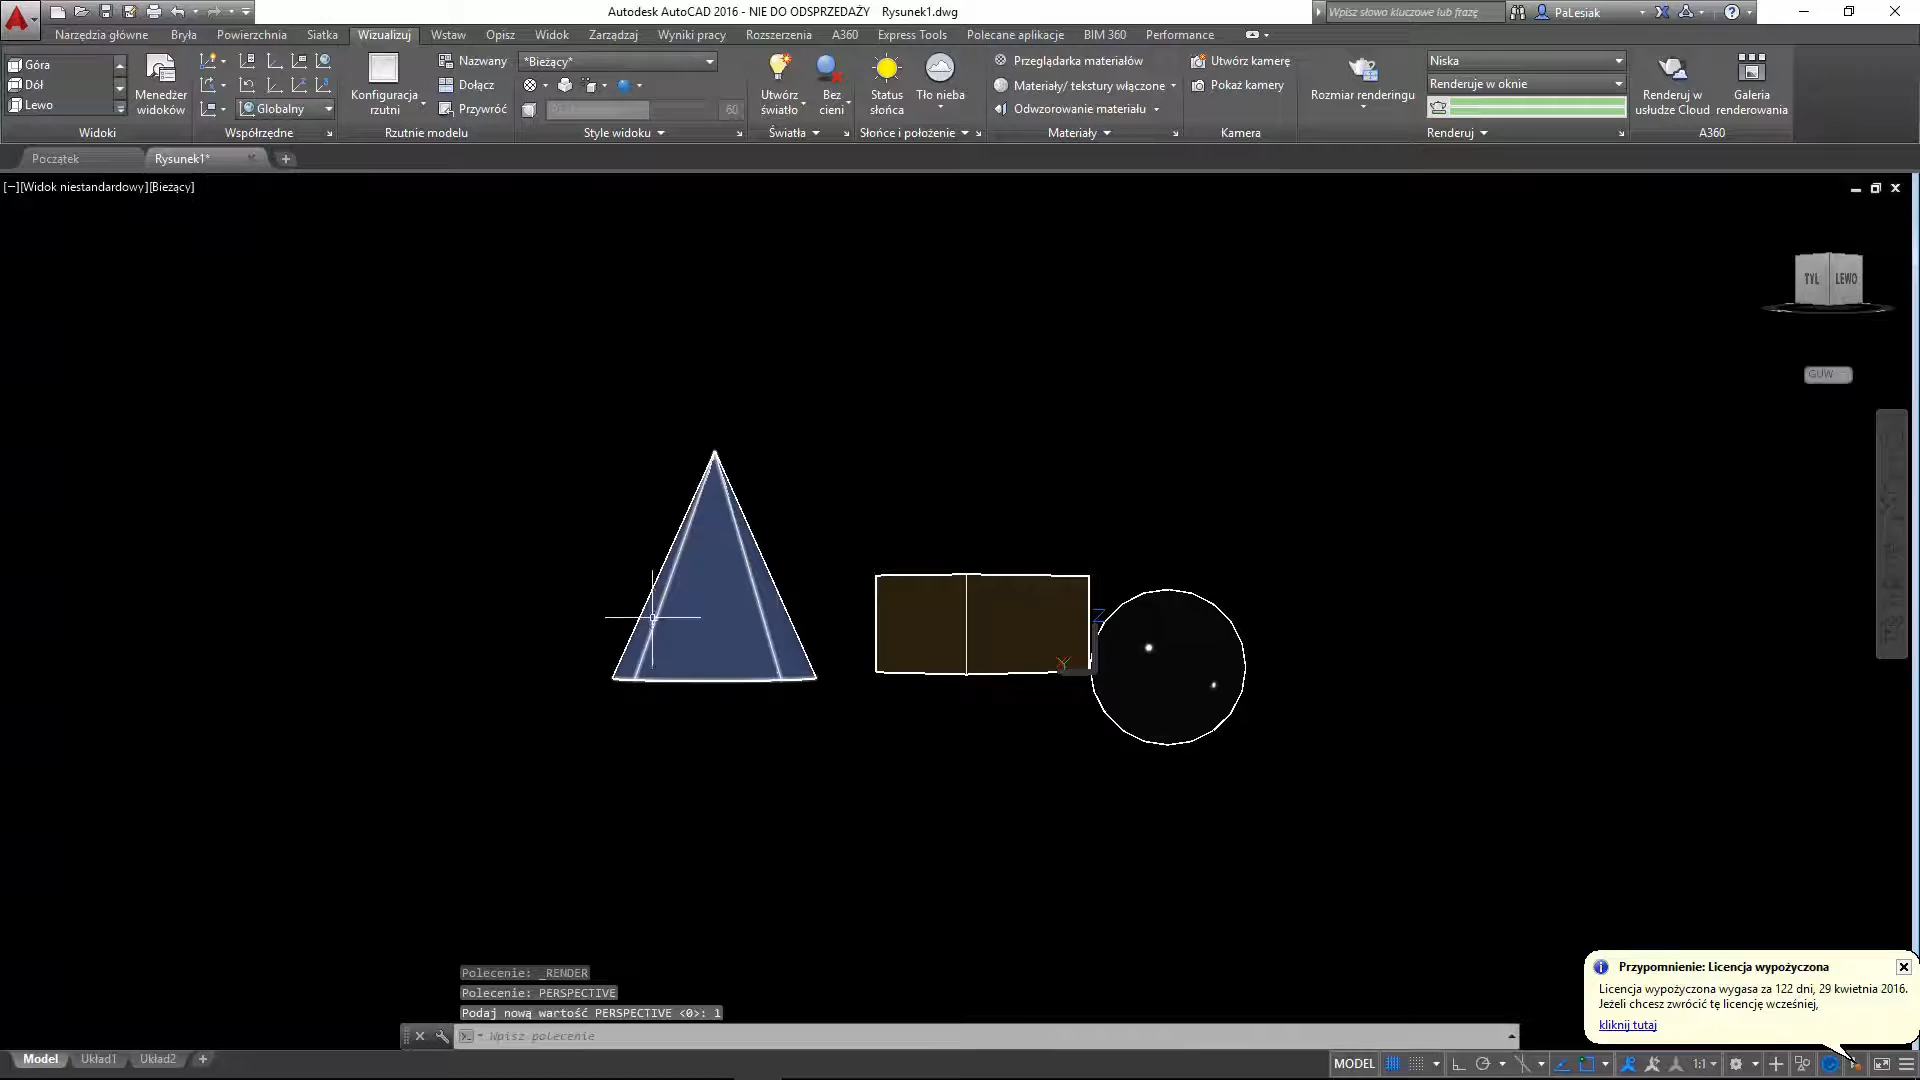 Autodesk AutoCAD 2016 - NIE DO ODSPRZEDAŻY Rysunek1.dwg
Wpisz słowo kluczowe lub frazę
PaLesiak
Narzędzia główne Bryła Powierzchnia Siatka Wizualizuj Wstaw Opisz Widok Zarządzaj Wyniki pracy Rozszerzenia A360 Express Tools Polecane aplikacje BIM 360 Performance
Góra
Dół
Lewo
Menedżer
widoków
Globalny
Konfiguracja
rzutni
Nazwany
Dołącz
Przywróć
*Bieżący*
60
Utwórz
światło
Bez
cieni
Status
słońca
Tło nieba
Przeglądarka materiałów
Materiały/ tekstury włączone
Odwzorowanie materiału
Utwórz kamerę
Pokaż kamery
Rozmiar renderingu
Niska
Renderuje w oknie
Renderuj w
usłudze Cloud
Galeria
renderowania
Widoki Współrzędne Rzutnie modelu Style widoku Światła Słońce i położenie Materiały Kamera Renderuj A360
Początek Rysunek1*
[−][Widok niestandardowy][Bieżący]
TYL LEWO
GUW
Z
Y
Polecenie: _RENDER
Polecenie: PERSPECTIVE
Podaj nową wartość PERSPECTIVE <0>: 1
Wpisz polecenie
Przypomnienie: Licencja wypożyczona
Licencja wypożyczona wygasa za 122 dni, 29 kwietnia 2016.
Jeżeli chcesz zwrócić tę licencję wcześniej,
kliknij tutaj
Model Układ1 Układ2
MODEL 1:1